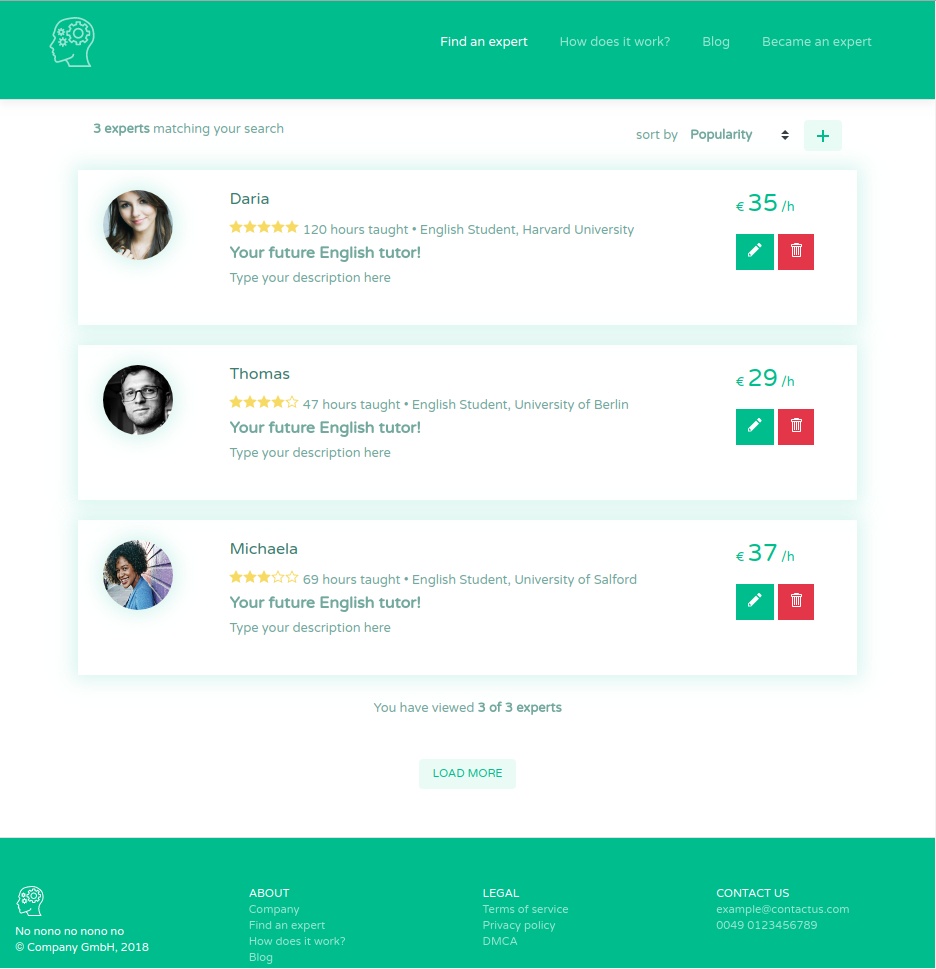 Find an expert How does it work? Blog Became an expert
3 experts matching your search
sort by Popularity +
Daria
120 hours taught • English Student, Harvard University
Your future English tutor!
Type your description here
€ 35 /h
Thomas
47 hours taught • English Student, University of Berlin
Your future English tutor!
Type your description here
€ 29 /h
Michaela
69 hours taught • English Student, University of Salford
Your future English tutor!
Type your description here
€ 37 /h
You have viewed 3 of 3 experts
LOAD MORE
No nono no nono no
© Company GmbH, 2018
ABOUT
Company
Find an expert
How does it work?
Blog
LEGAL
Terms of service
Privacy policy
DMCA
CONTACT US
example@contactus.com
0049 0123456789